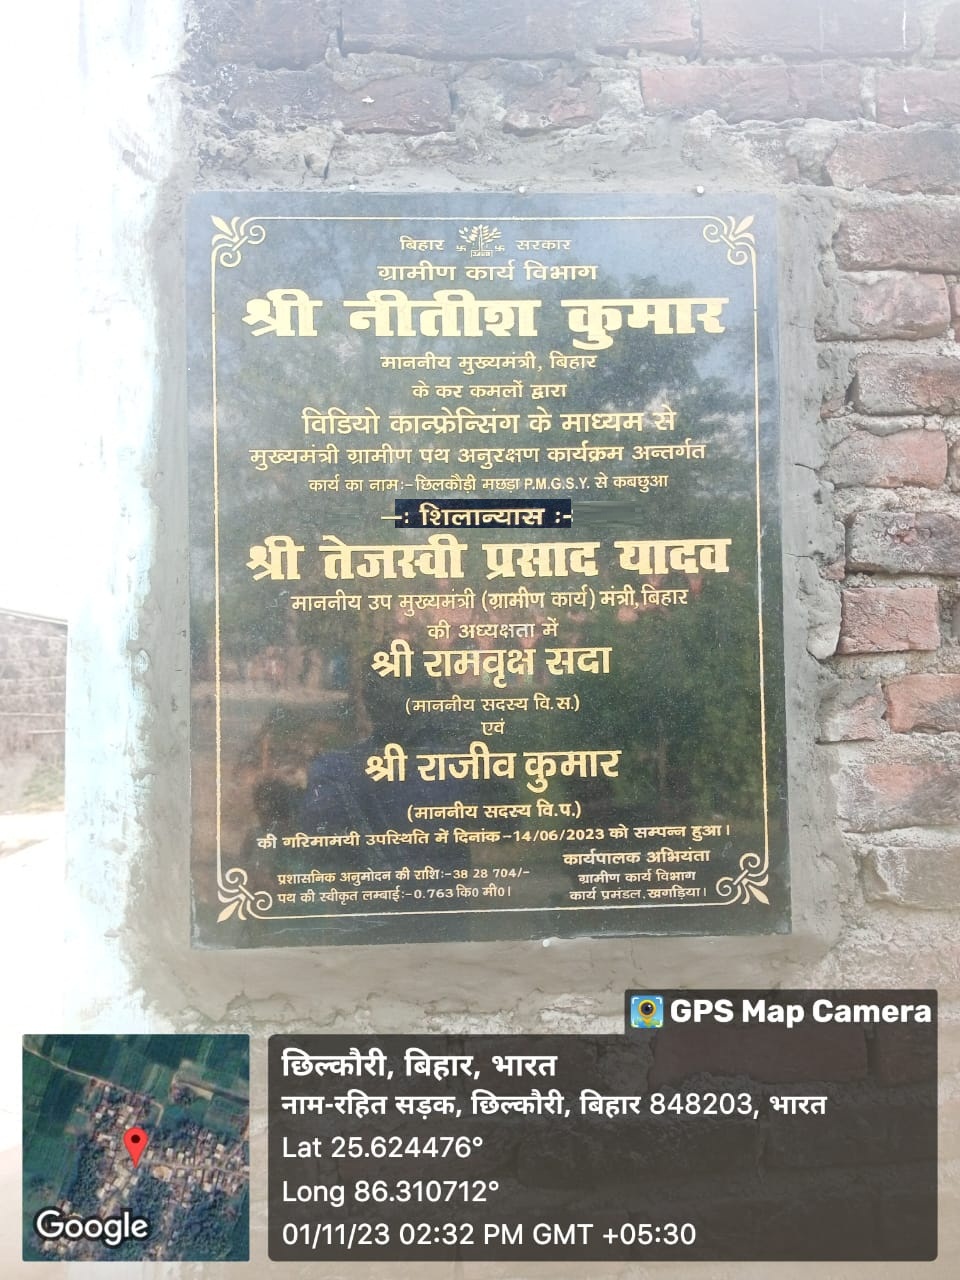 बिहार सरकार
ग्रामीण कार्य विभाग
श्री नीतीश कुमार
माननीय मुख्यमंत्री, बिहार
के कर कमलों द्वारा
विडियो कान्फ्रेन्सिंग के माध्यम से
मुख्यमंत्री ग्रामीण पथ अनुरक्षण कार्यक्रम अन्तर्गत
कार्य का नाम:- छिलकौड़ी मछड़ा P.M.G.S.Y. से कबछुआ
-: शिलान्यास :-
श्री तेजस्वी प्रसाद यादव
माननीय उप मुख्यमंत्री (ग्रामीण कार्य) मंत्री, बिहार
की अध्यक्षता में
श्री रामवृक्ष सदा
(माननीय सदस्य वि.स.)
एवं
श्री राजीव कुमार
(माननीय सदस्य वि.प.)
की गरिमामयी उपस्थिति में दिनांक -14/06/2023 को सम्पन्न हुआ।
प्रशासनिक अनुमोदन की राशि:-38 28 704/-
पथ की स्वीकृत लम्बाई:-0.763 कि0 मी0।
कार्यपालक अभियंता
ग्रामीण कार्य विभाग
कार्य प्रमंडल, खगड़िया।
GPS Map Camera
छिल्कौरी, बिहार, भारत
नाम-रहित सड़क, छिल्कौरी, बिहार 848203, भारत
Lat 25.624476°
Long 86.310712°
01/11/23 02:32 PM GMT +05:30
Google